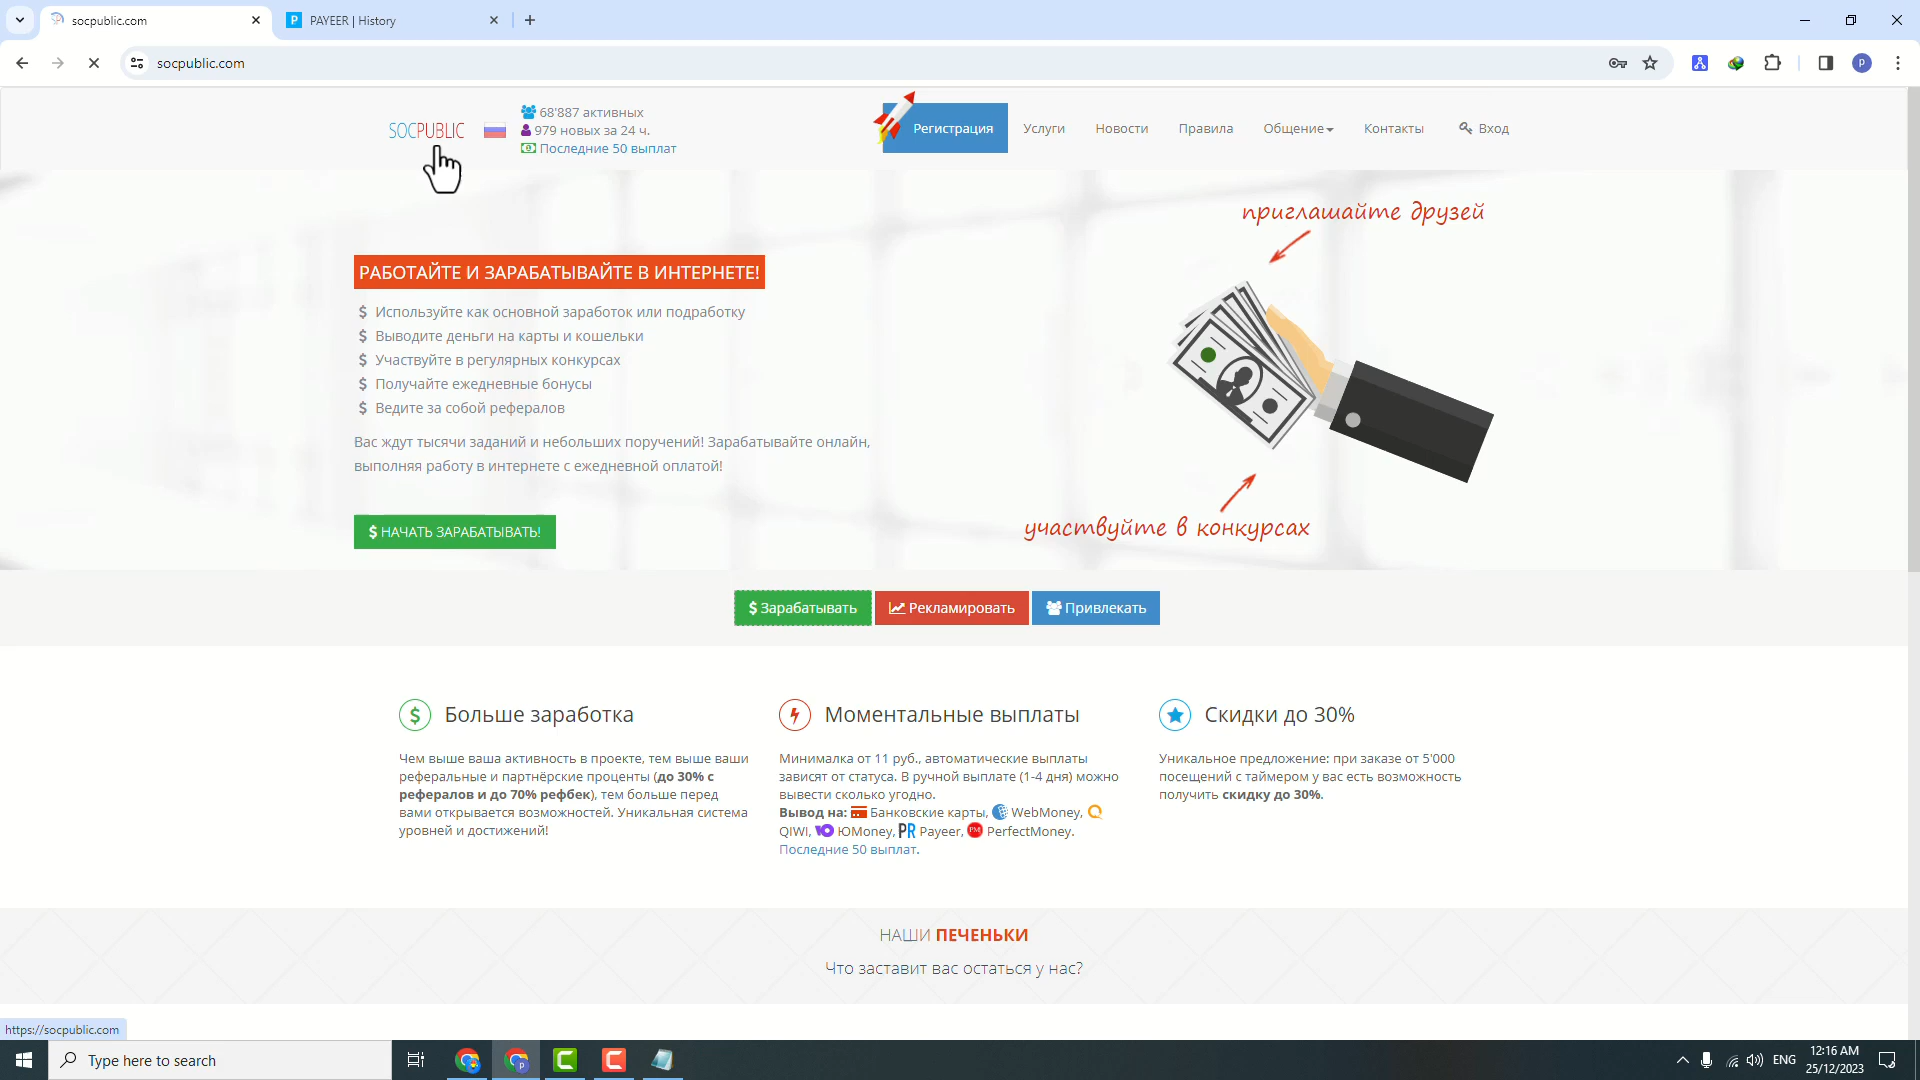 socpublic.com
PAYEER | History
socpublic.com
P
SOCPUBLIC
68'887 активных
979 новых за 24 ч.
Последние 50 выплат
Регистрация
Услуги
Новости
Правила
Общение
Контакты
Вход
приглашайте друзей
РАБОТАЙТЕ И ЗАРАБАТЫВАЙТЕ В ИНТЕРНЕТЕ!
$ Используйте как основной заработок или подработку
$ Выводите деньги на карты и кошельки
$ Участвуйте в регулярных конкурсах
$ Получайте ежедневные бонусы
$ Ведите за собой рефералов
Вас ждут тысячи заданий и небольших поручений! Зарабатывайте онлайн,
выполняя работу в интернете с ежедневной оплатой!
участвуйте в конкурсах
$ НАЧАТЬ ЗАРАБАТЫВАТЬ!
$ Зарабатывать
Рекламировать
Привлекать
$ Больше заработка
Чем выше ваша активность в проекте, тем выше ваши
реферальные и партнёрские проценты (до 30% с
рефералов и до 70% рефбек), тем больше перед
вами открывается возможностей. Уникальная система
уровней и достижений!
Моментальные выплаты
Минималка от 11 руб., автоматические выплаты
зависят от статуса. В ручной выплате (1-4 дня) можно
вывести сколько угодно.
Вывод на: Банковские карты, WebMoney,
QIWI, ЮMoney, PR Payeer, PM PerfectMoney.
Последние 50 выплат.
Скидки до 30%
Уникальное предложение: при заказе от 5'000
посещений с таймером у вас есть возможность
получить скидку до 30%.
НАШИ ПЕЧЕНЬКИ
Что заставит вас остаться у нас?
https://socpublic.com
Type here to search
ENG
12:16 AM
25/12/2023